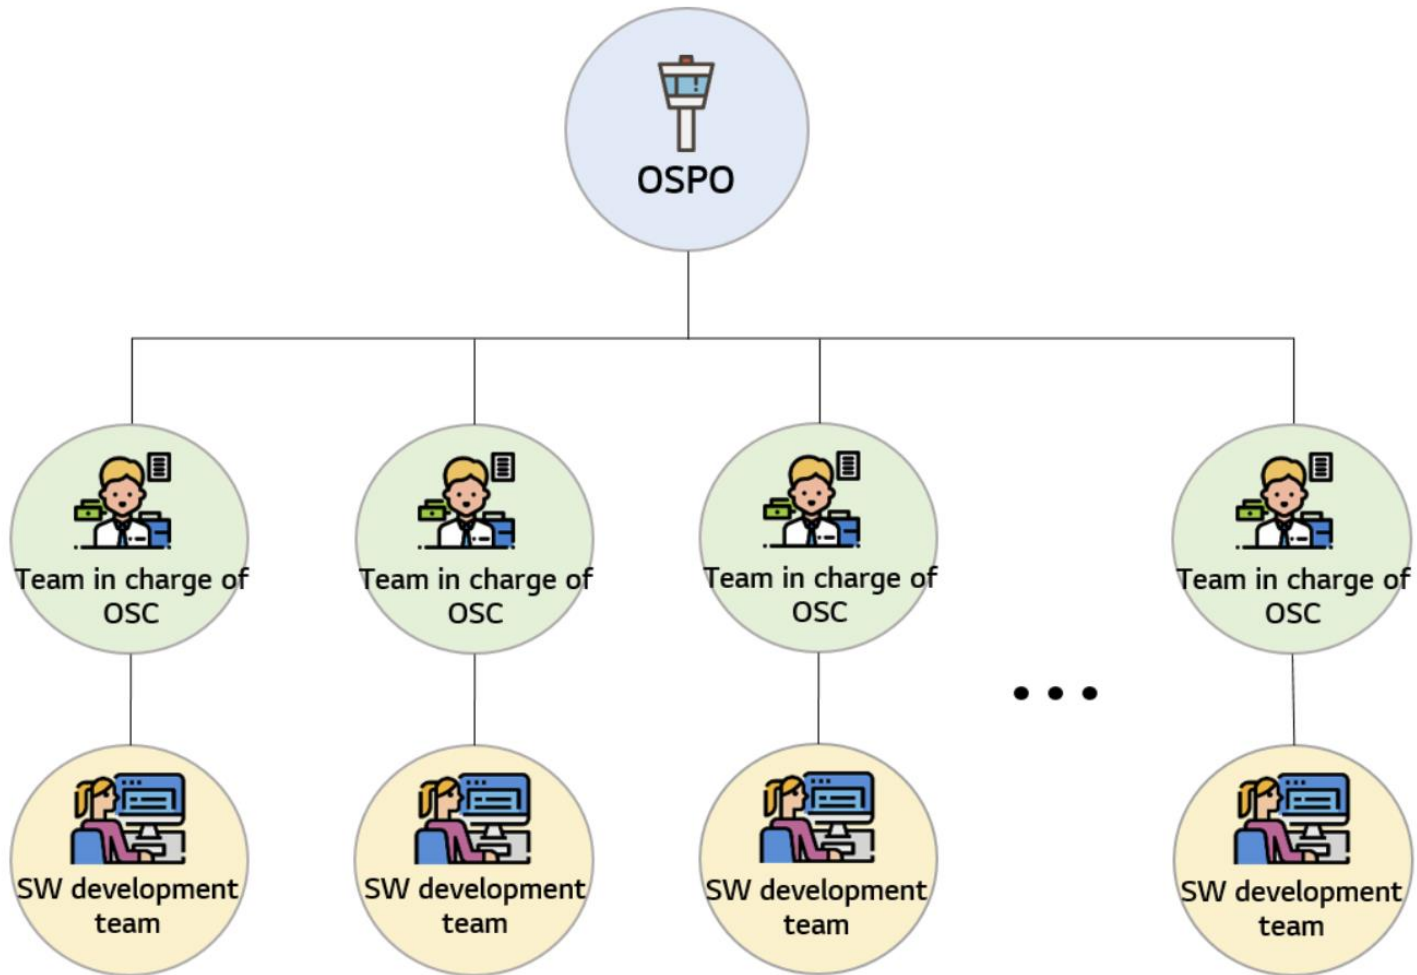 OSPO
Team in charge of
OSC
Team in charge of
OSC
Team in charge of
OSC
Team in charge of
OSC
SW development
team
SW development
team
SW development
team
SW development
team